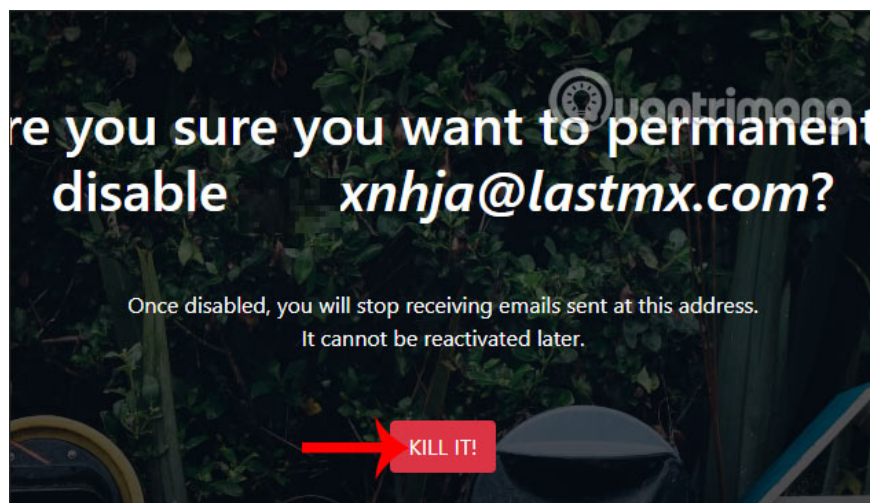 re you sure you want to permanent
disable xnhja@lastmx.com?
Quantrimang
Once disabled, you will stop receiving emails sent at this address.
It cannot be reactivated later.
KILL IT!